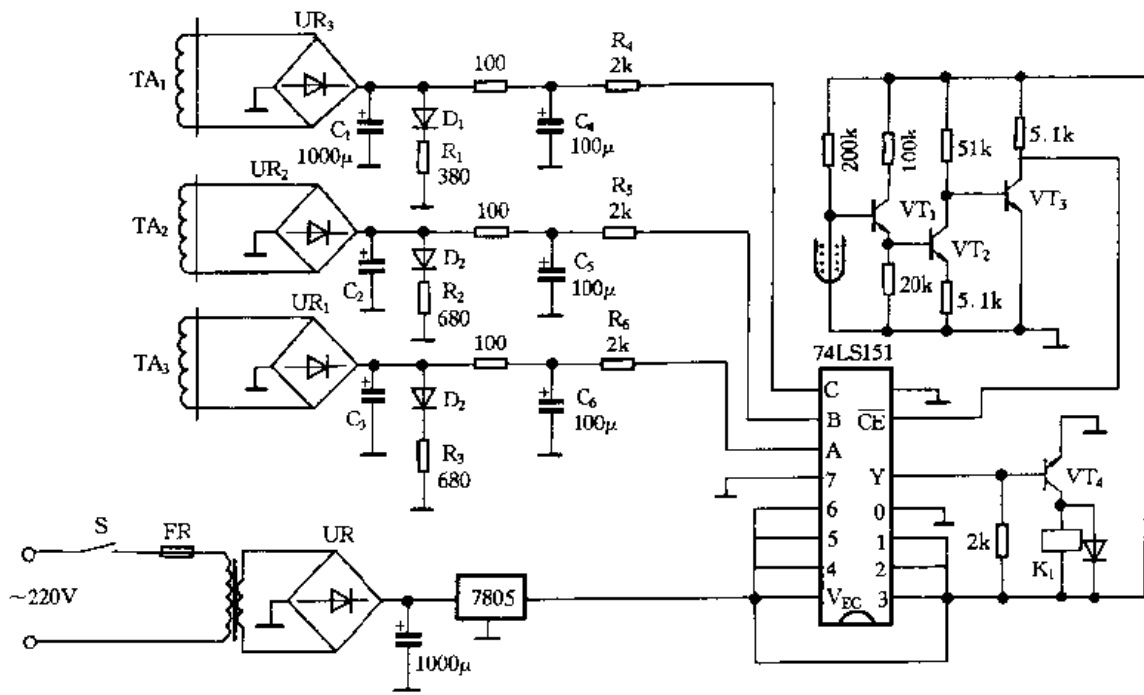 UR₃
TA₁
C₁
1000μ
D₁
R₁
380
100
C₄
100μ
R₄
2k
UR₂
TA₂
C₂
D₂
R₂
680
100
C₅
100μ
R₅
2k
UR₁
TA₃
C₃
D₂
R₃
680
100
C₆
100μ
R₆
2k
200k
100k
51k
5.1k
VT₁
VT₂
VT₃
20k
5.1k
74LS151
C
B
A
7
6
5
4
V_EC
C̅E̅
Y
0
1
2
3
VT₄
2k
K₁
S
FR
UR
~220V
7805
1000μ